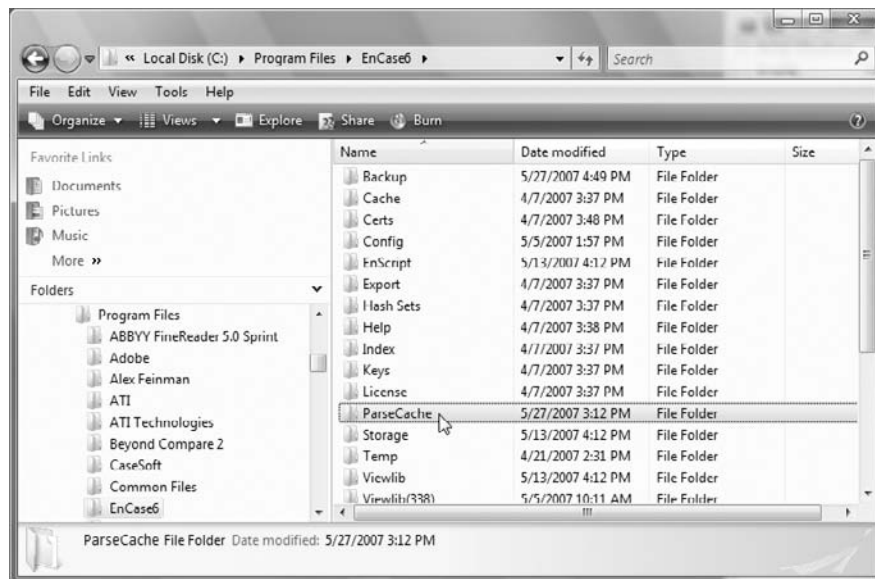 « Local Disk (C:) ▸ Program Files ▸ EnCase6 ▸
Search
File Edit View Tools Help
Organize Views Explore Share Burn
Favorite Links
Documents
Pictures
Music
More »
Folders
Program Files
ABBYY FineReader 5.0 Sprint
Adobe
Alex Feinman
ATI
ATI Technologies
Beyond Compare 2
CaseSoft
Common Files
EnCase6
Name Date modified Type Size
Backup 5/27/2007 4:49 PM File Folder
Cache 4/7/2007 3:37 PM File Folder
Certs 4/7/2007 3:48 PM File Folder
Config 5/5/2007 1:57 PM File Folder
EnScript 5/13/2007 4:12 PM File Folder
Export 4/7/2007 3:37 PM File Folder
Hash Sets 4/7/2007 3:37 PM File Folder
Help 4/7/2007 3:38 PM File Folder
Index 4/7/2007 3:37 PM File Folder
Keys 4/7/2007 3:37 PM File Folder
License 4/7/2007 3:37 PM File Folder
ParseCache 5/27/2007 3:12 PM File Folder
Storage 5/13/2007 4:12 PM File Folder
Temp 4/21/2007 2:31 PM File Folder
Viewlib 5/13/2007 4:12 PM File Folder
Viewlib(338) 5/5/2007 10:11 AM File Folder
ParseCache File Folder Date modified: 5/27/2007 3:12 PM